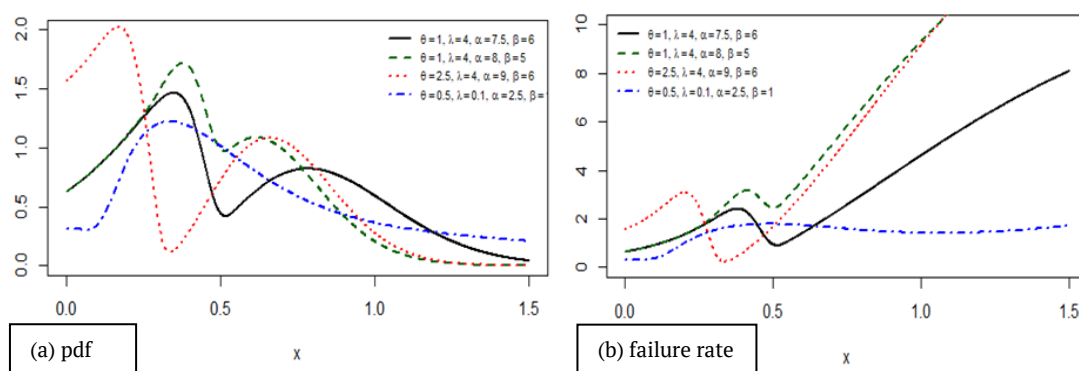 2.0
1.5
1.0
0.5
0.0
θ=1, λ=4, α=7.5, β=6
θ=1, λ=4, α=8, β=5
θ=2.5, λ=4, α=9, β=6
θ=0.5, λ=0.1, α=2.5, β=1
0.0 0.5 1.0 1.5
(a) pdf
x
10
8
6
4
2
0
θ=1, λ=4, α=7.5, β=6
θ=1, λ=4, α=8, β=5
θ=2.5, λ=4, α=9, β=6
θ=0.5, λ=0.1, α=2.5, β=1
0.0 0.5 1.0 1.5
(b) failure rate
x